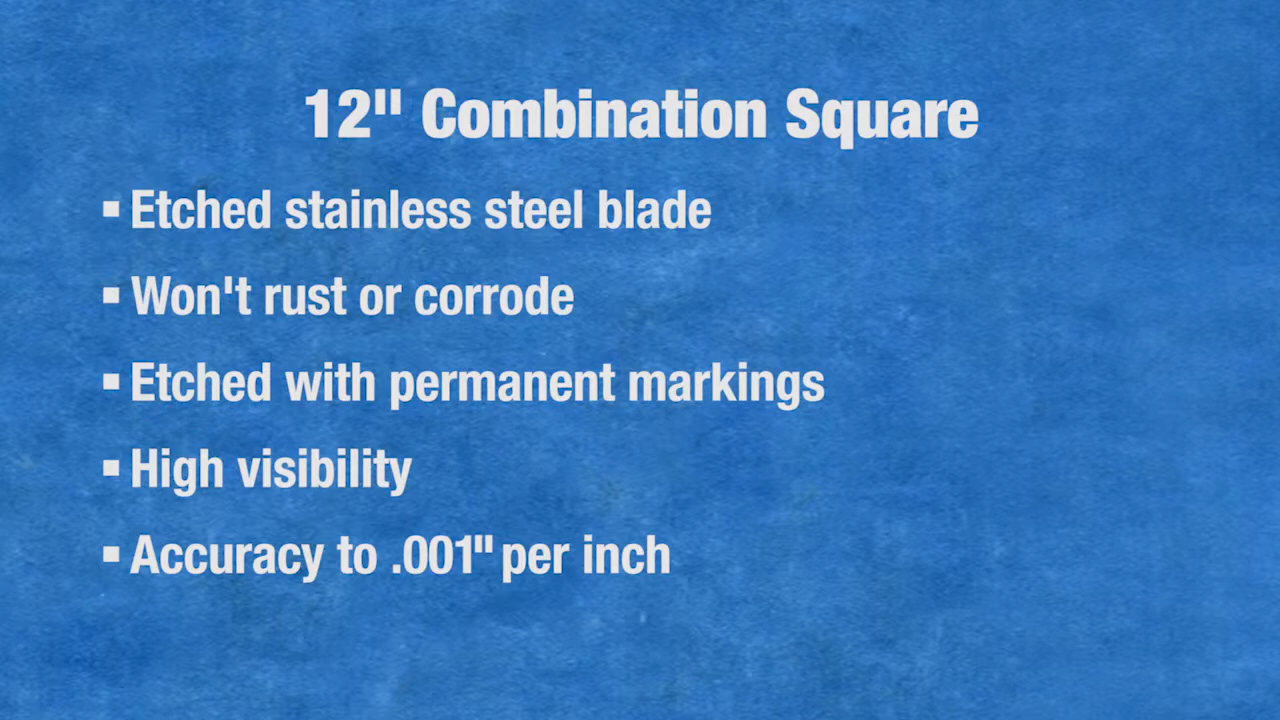 12" Combination Square
▪ Etched stainless steel blade
▪ Won't rust or corrode
▪ Etched with permanent markings
▪ High visibility
▪ Accuracy to .001" per inch